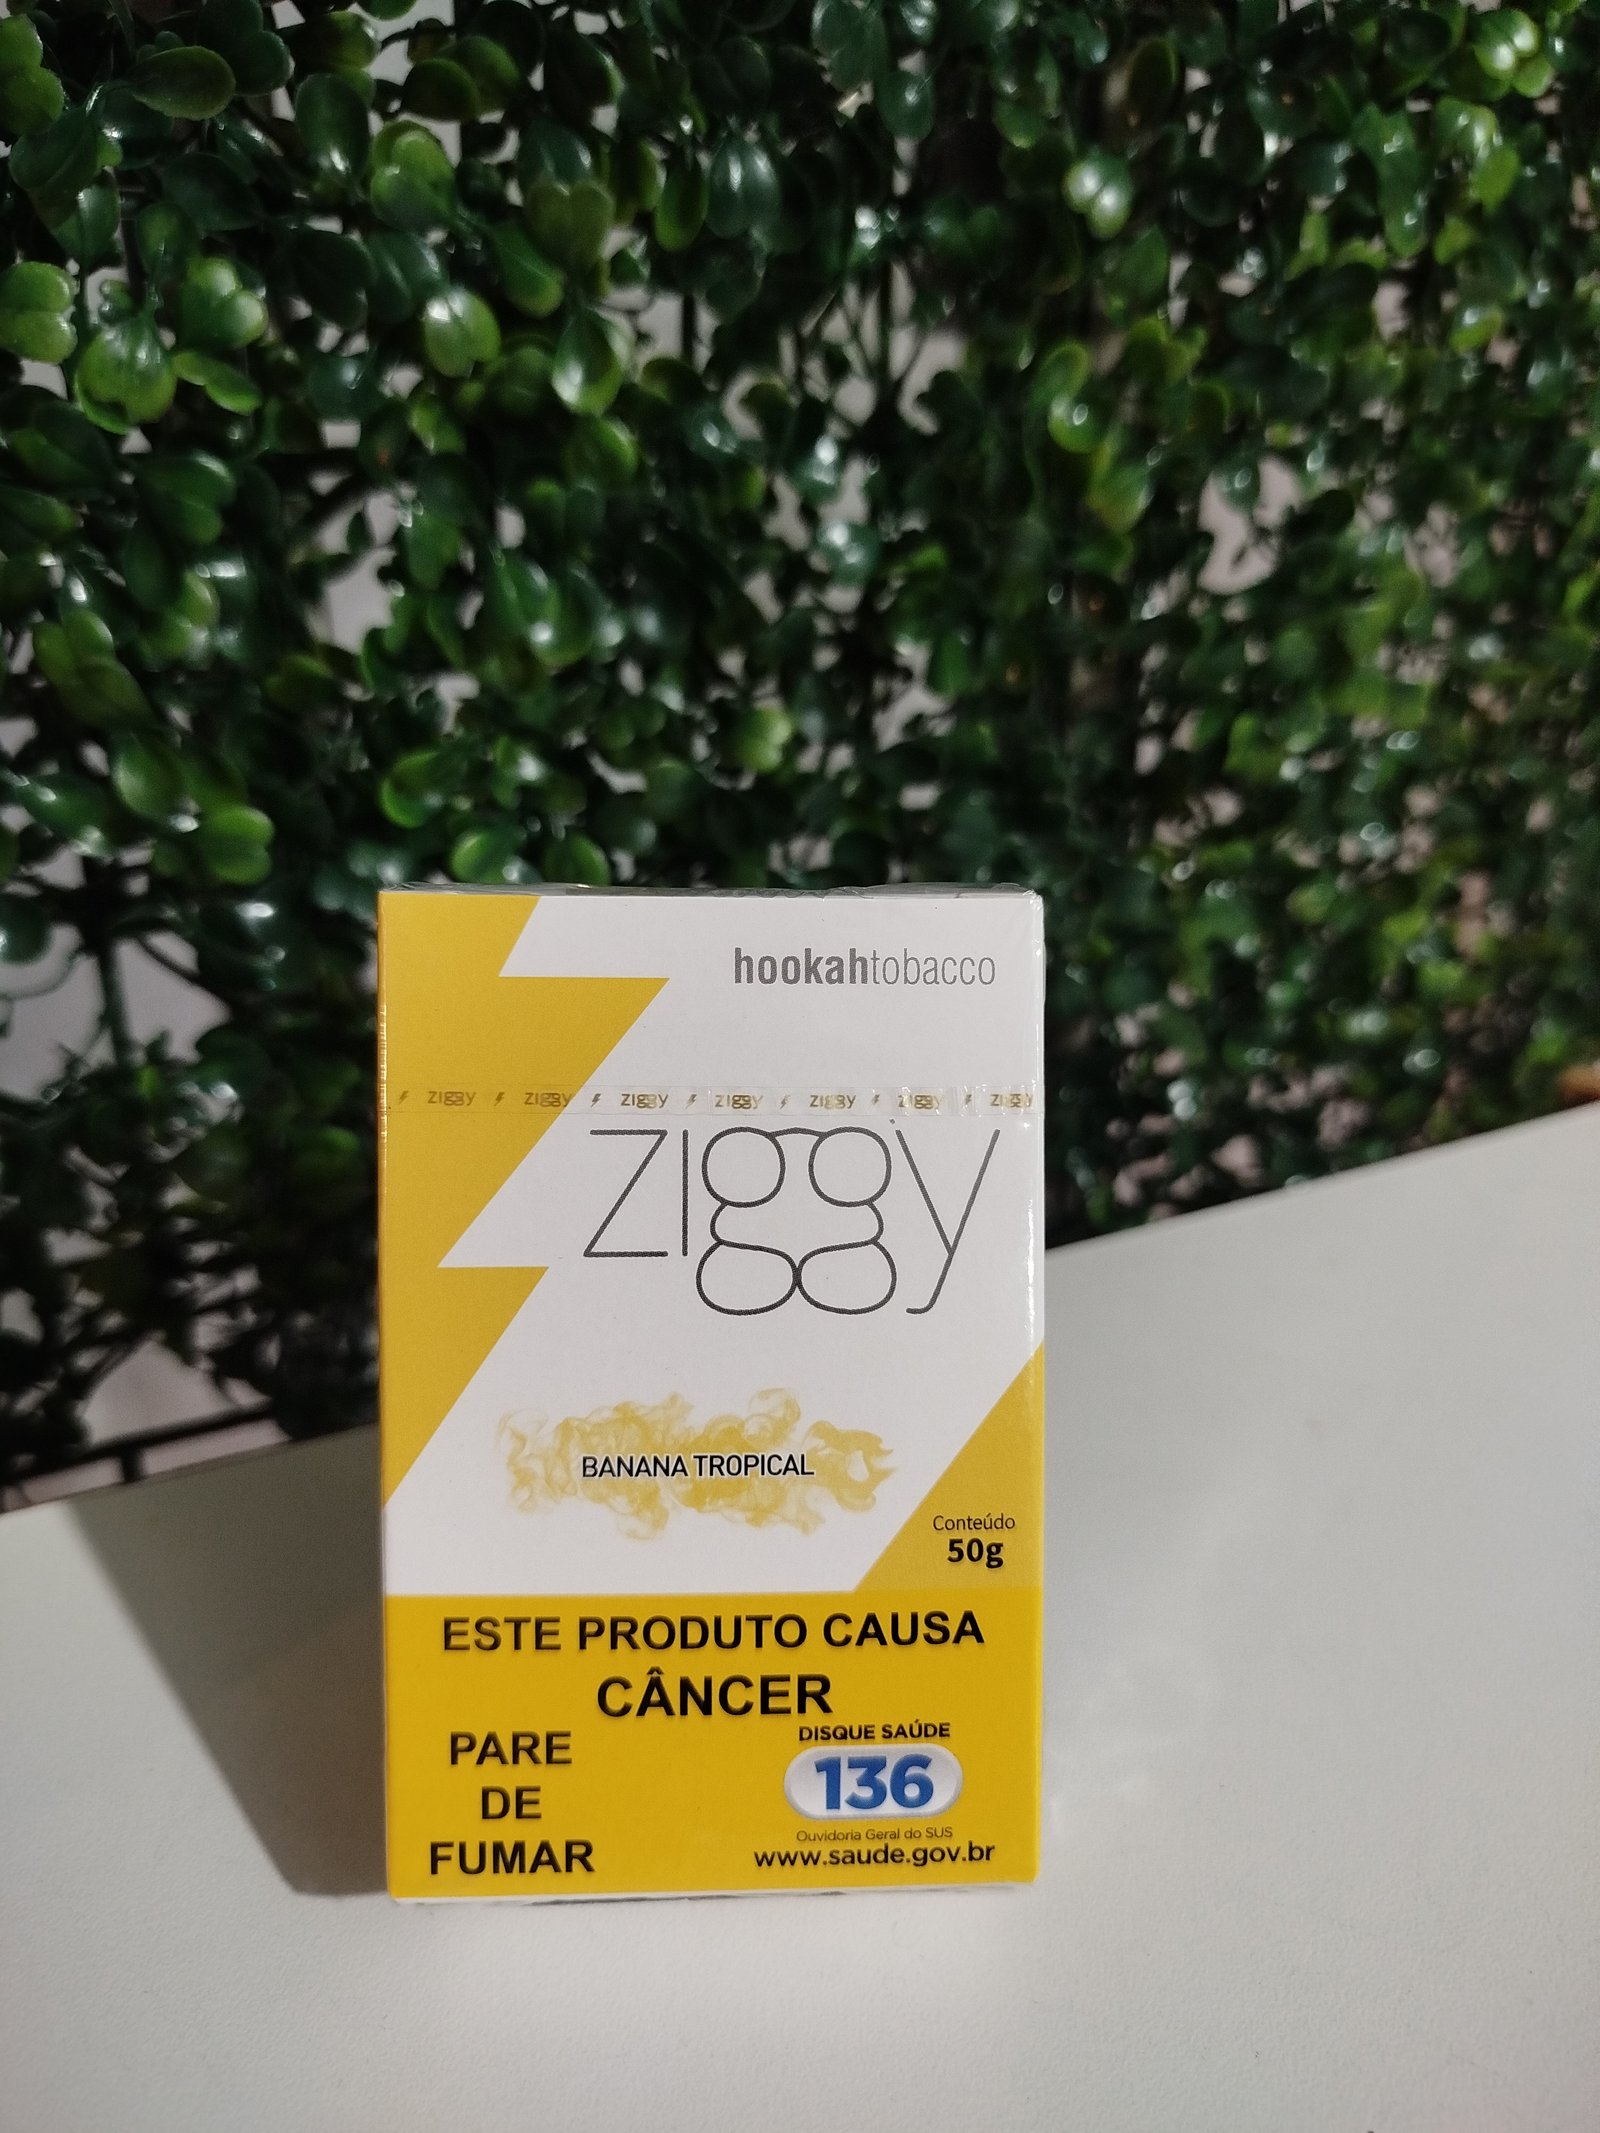 hookahtobacco
ziggy ziggy ziggy ziggy ziggy ziggy ziggy
ziggy
BANANA TROPICAL
Conteúdo
50g
ESTE PRODUTO CAUSA
CÂNCER
PARE
DE
FUMAR
DISQUE SAÚDE
136
Ouvidoria Geral do SUS
www.saude.gov.br